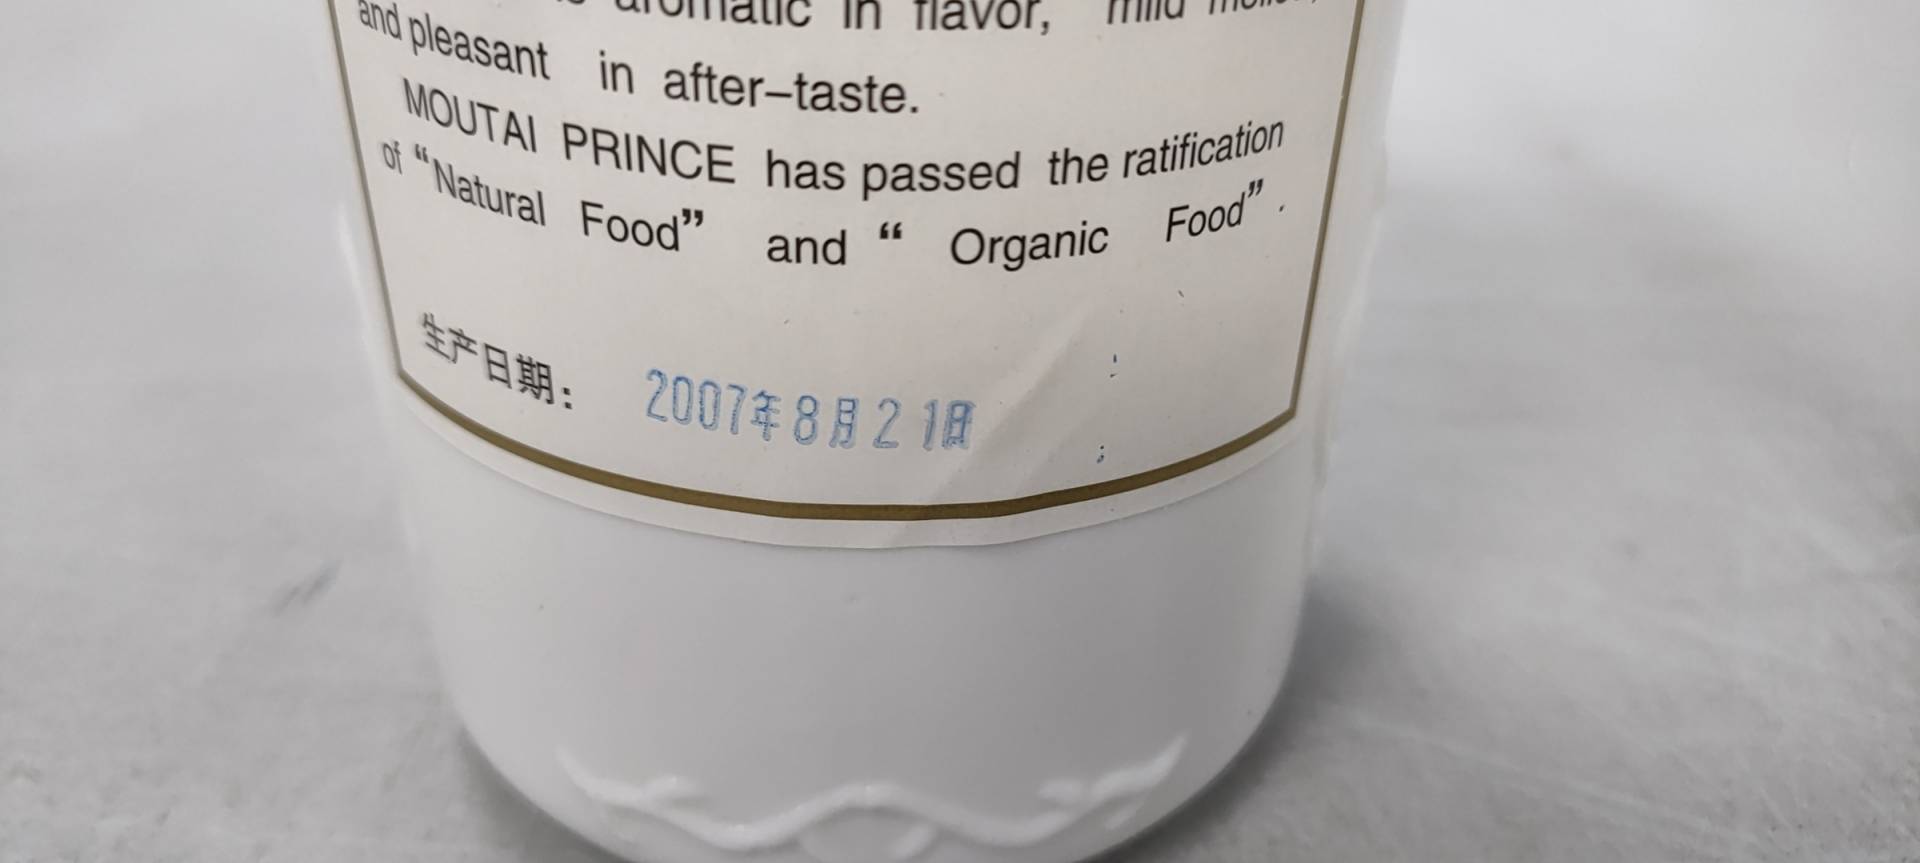 aromatic in flavor, mild
and pleasant in after-taste.
MOUTAI PRINCE has passed the ratification
of “Natural Food” and “ Organic Food” .
生产日期： 2007年8月21日